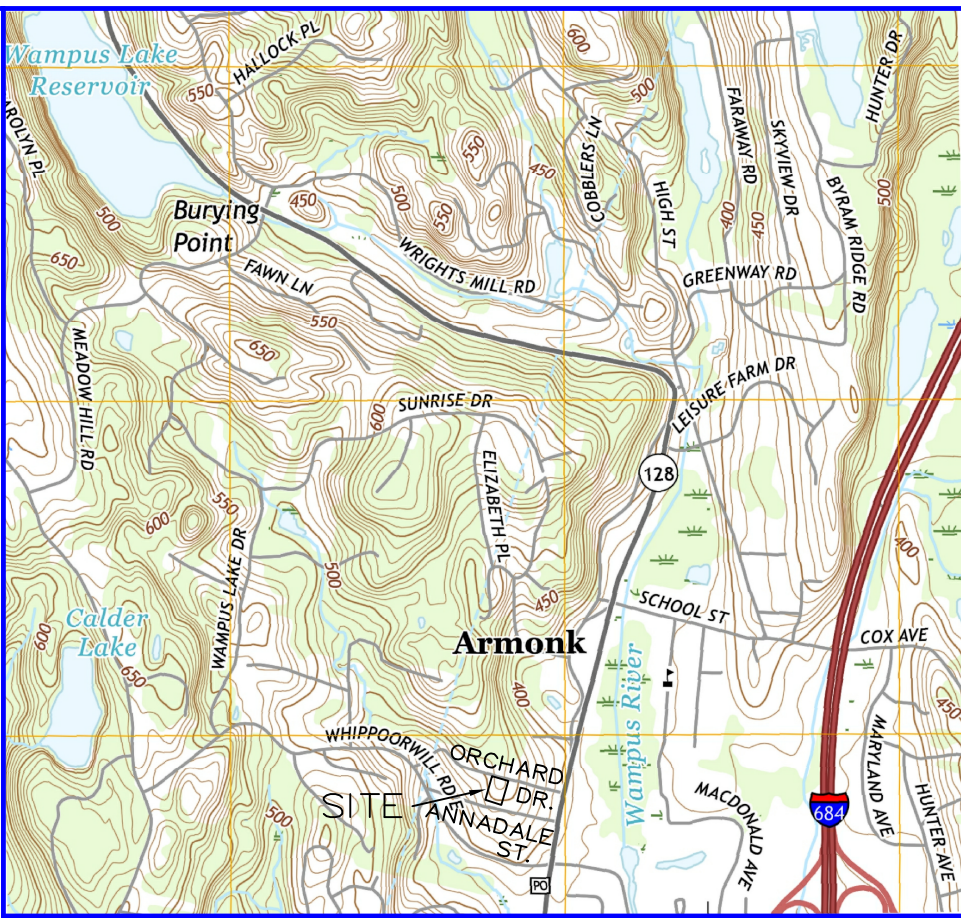 Wampus Lake
Reservoir
HALLOCK PL
550
600
500
HUNTER DR
AROLYN PL
COBBLERS LN
FARAWAY RD
SKYVIEW DR
550
450
500
450
500
550
HIGH ST
400
450
500
BYRAM RIDGE RD
Burying
Point
500
650
WRIGHTS MILL RD
GREENWAY RD
FAWN LN
550
650
MEADOW HILL RD
LEISURE FARM DR
600
SUNRISE DR
ELIZABETH PL
128
550
600
WAMPUS LAKE DR
500
400
450
SCHOOL ST
COX AVE
Calder
Lake
600
650
Armonk
400
Wampus River
450
WHIPPOORWILL RD E
ORCHARD
DR.
SITE
ANNADALE
ST.
500
MACDONALD AVE
MARYLAND AVE
HUNTER AVE
684
PO